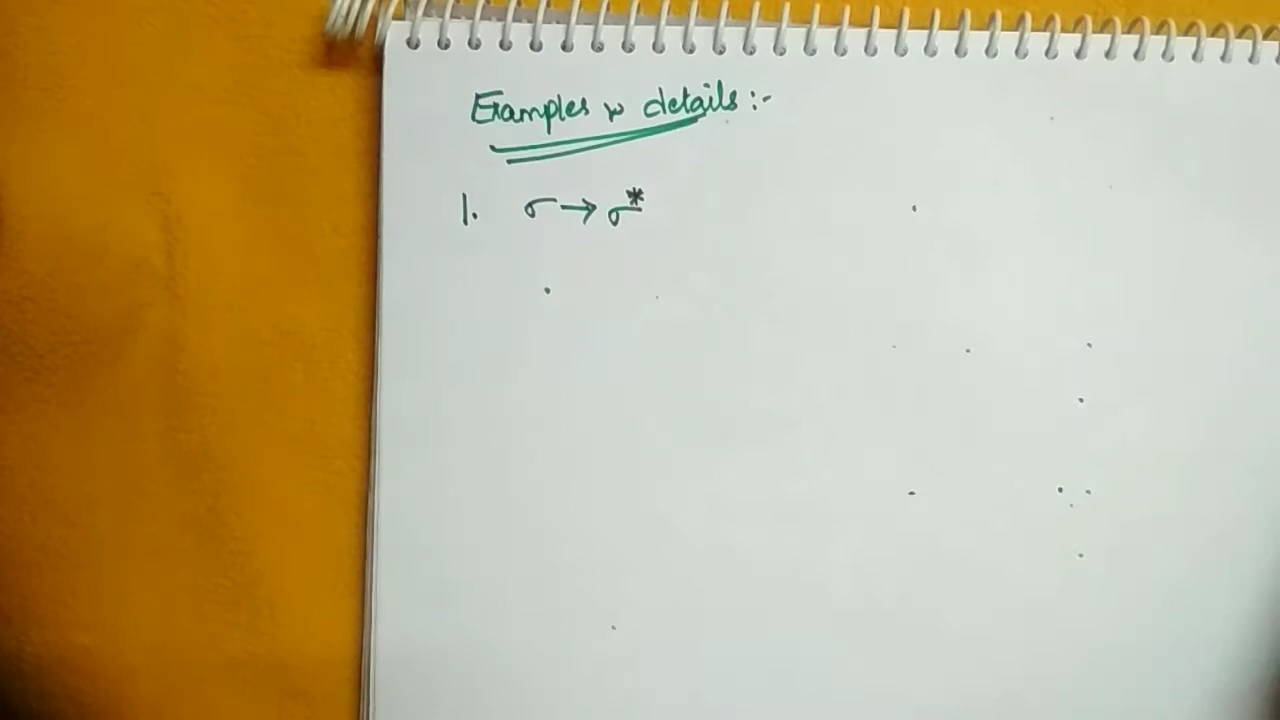 Examples w details :-
1. σ → σ*